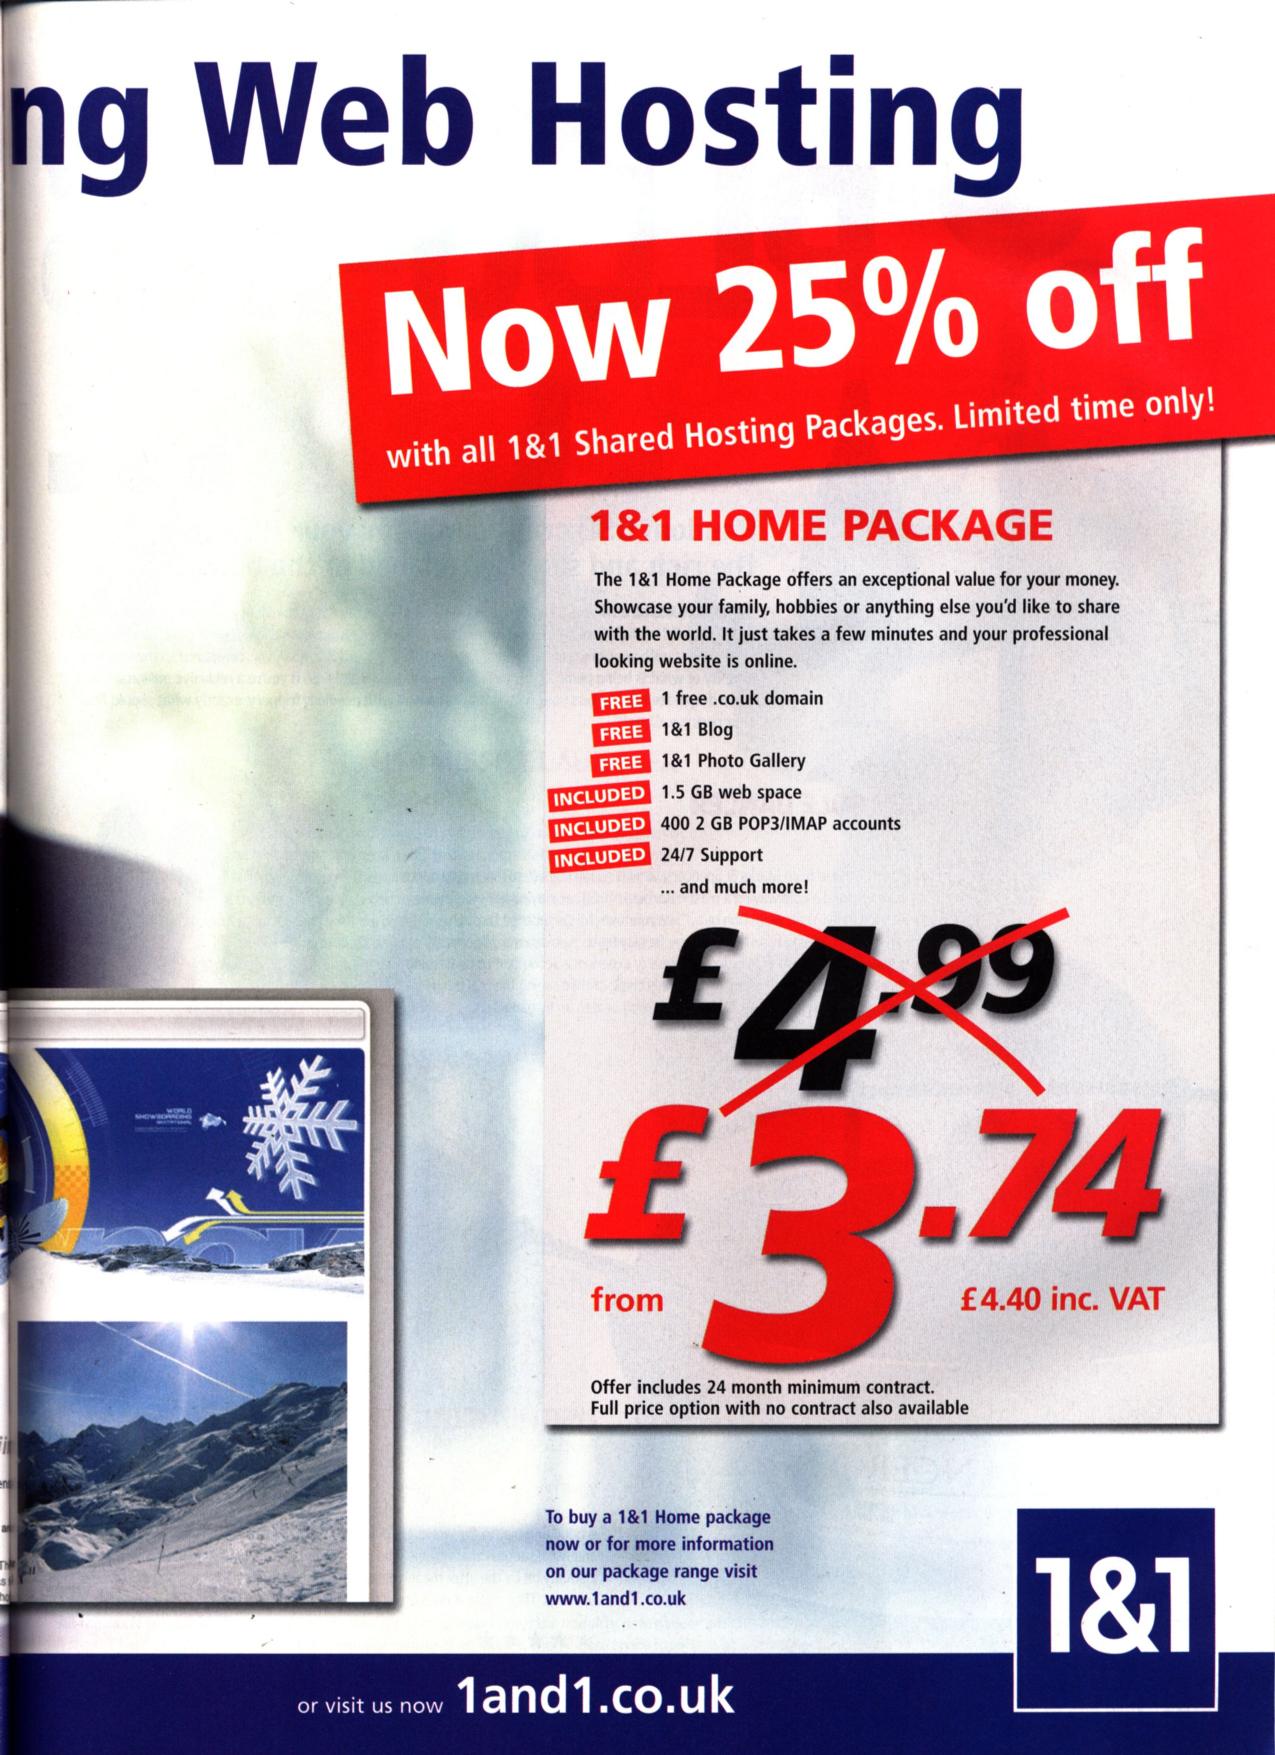 ng Web Hosting
Now 25% off
with all 1&1 Shared Hosting Packages. Limited time only!
1&1 HOME PACKAGE
The 1&1 Home Package offers an exceptional value for your money.
Showcase your family, hobbies or anything else you'd like to share
with the world. It just takes a few minutes and your professional
looking website is online.
FREE 1 free .co.uk domain
FREE 1&1 Blog
FREE 1&1 Photo Gallery
INCLUDED 1.5 GB web space
INCLUDED 400 2 GB POP3/IMAP accounts
INCLUDED 24/7 Support
... and much more!
£4.99
£3.74
from
£4.40 inc. VAT
Offer includes 24 month minimum contract.
Full price option with no contract also available
WORLD
SNOWBOARDING
INVITATIONAL
To buy a 1&1 Home package
now or for more information
on our package range visit
www.1and1.co.uk
1&1
or visit us now 1and1.co.uk